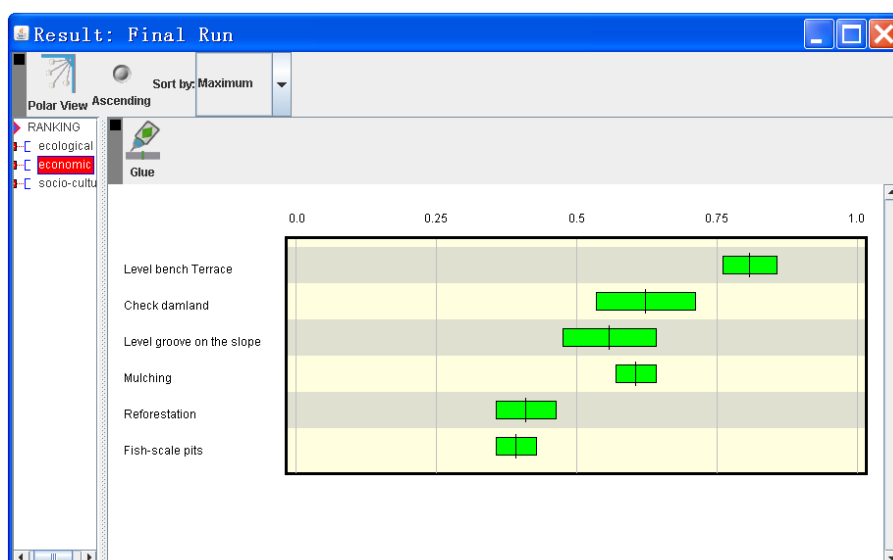 Result: Final Run
Polar View
Ascending
Sort by: Maximum
RANKING
ecological
economic
socio-cultu
Glue
0.0 0.25 0.5 0.75 1.0
Level bench Terrace
Check damland
Level groove on the slope
Mulching
Reforestation
Fish-scale pits